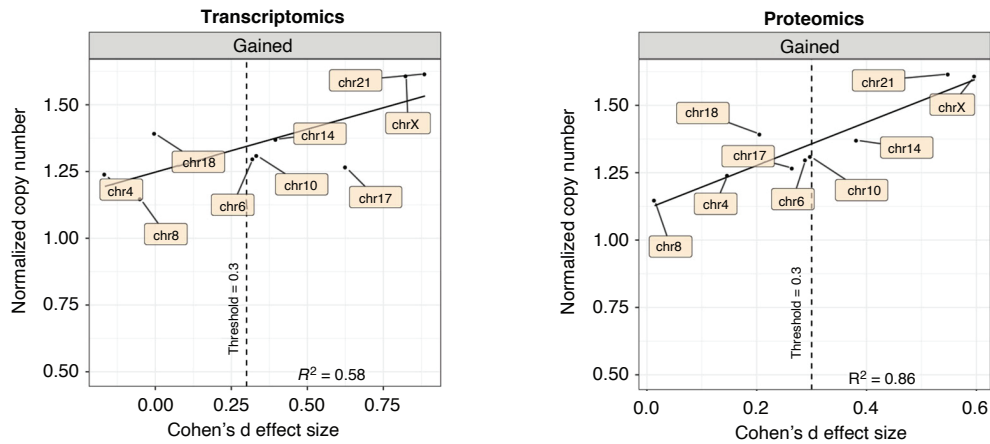 Transcriptomics
Gained
Normalized copy number
1.50
1.25
1.00
0.75
0.50
chr21
chrX
chr14
chr18
chr10
chr4
chr6
chr17
chr8
Threshold = 0.3
R² = 0.58
0.00 0.25 0.50 0.75
Cohen's d effect size
Proteomics
Gained
Normalized copy number
1.50
1.25
1.00
0.75
0.50
chr21
chrX
chr18
chr14
chr17
chr10
chr4
chr6
chr8
Threshold = 0.3
R² = 0.86
0.0 0.2 0.4 0.6
Cohen's d effect size